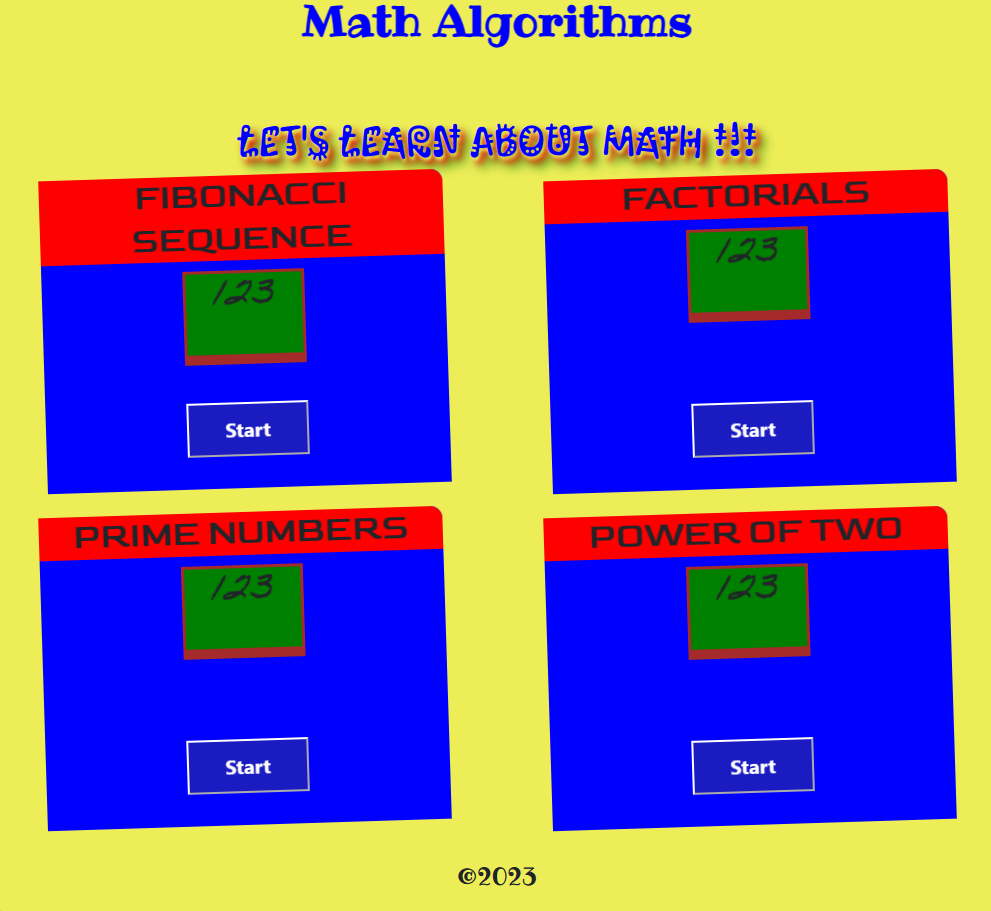 Math Algorithms
LET'S LEARN ABOUT MATH !!!
FIBONACCI
SEQUENCE
123
Start
FACTORIALS
123
Start
PRIME NUMBERS
123
Start
POWER OF TWO
123
Start
©2023